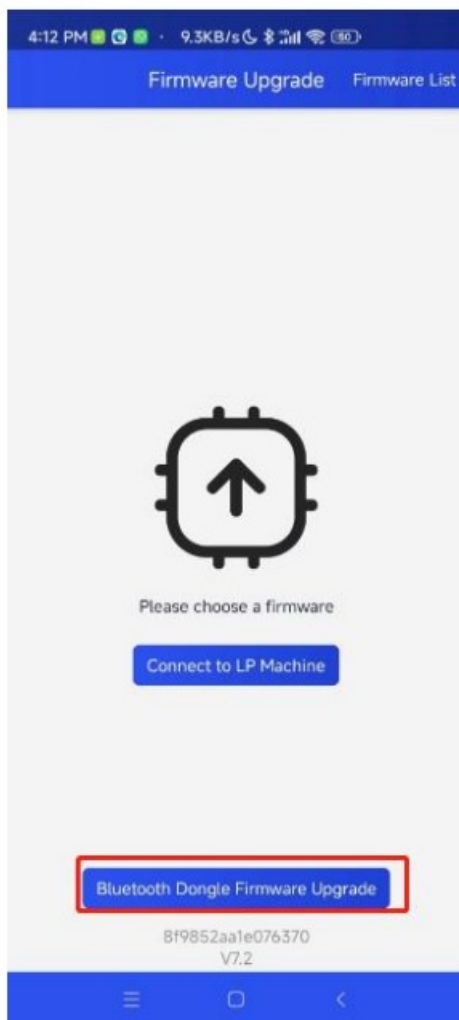 4:12 PM · 9.3KB/s 50
Firmware Upgrade Firmware List
Please choose a firmware
Connect to LP Machine
Bluetooth Dongle Firmware Upgrade
8f9852aa1e076370
V7.2